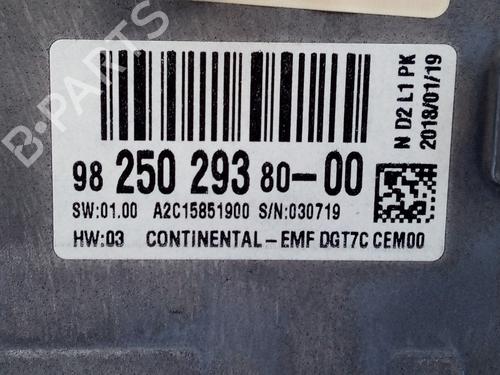 98 250 293 80-00
SW:01.00 A2C15851900 S/N:030719
HW:03 CONTINENTAL-EMF DGT7C CEM00
N D2 L1 PK
2018/01/19
B-PARTS